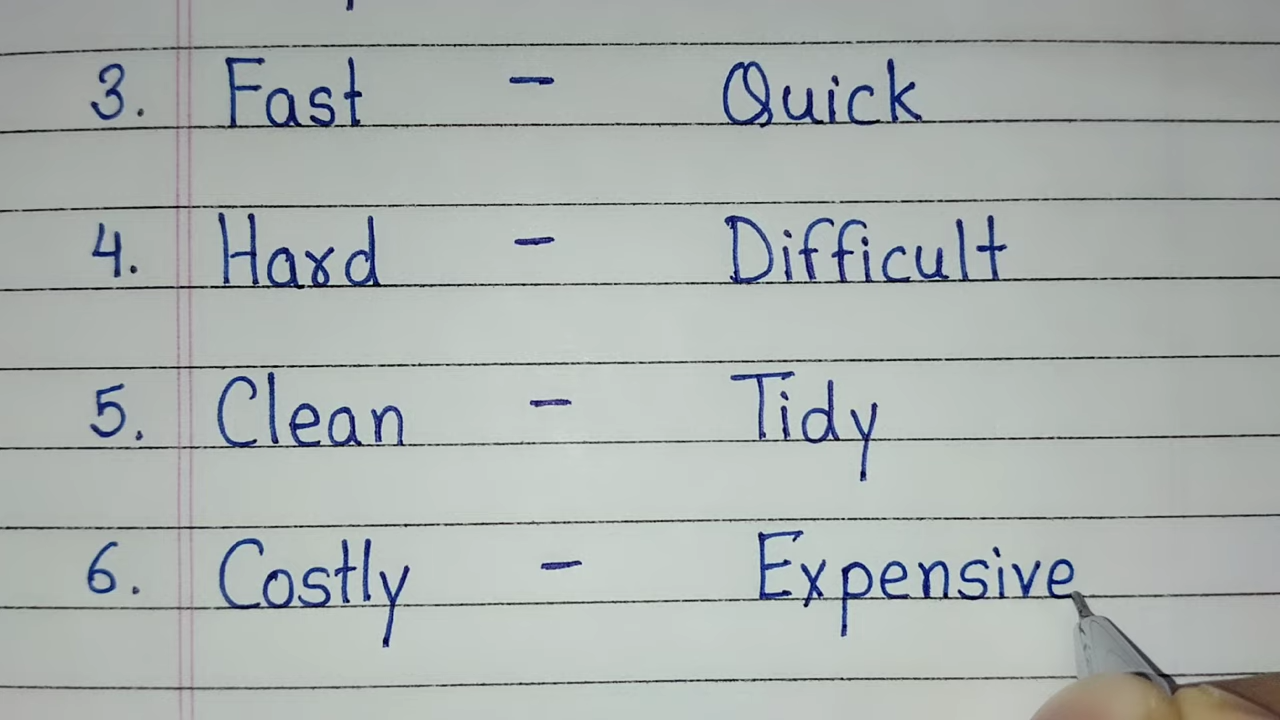 3. Fast - Quick
4. Hard - Difficult
5. Clean - Tidy
6. Costly - Expensive